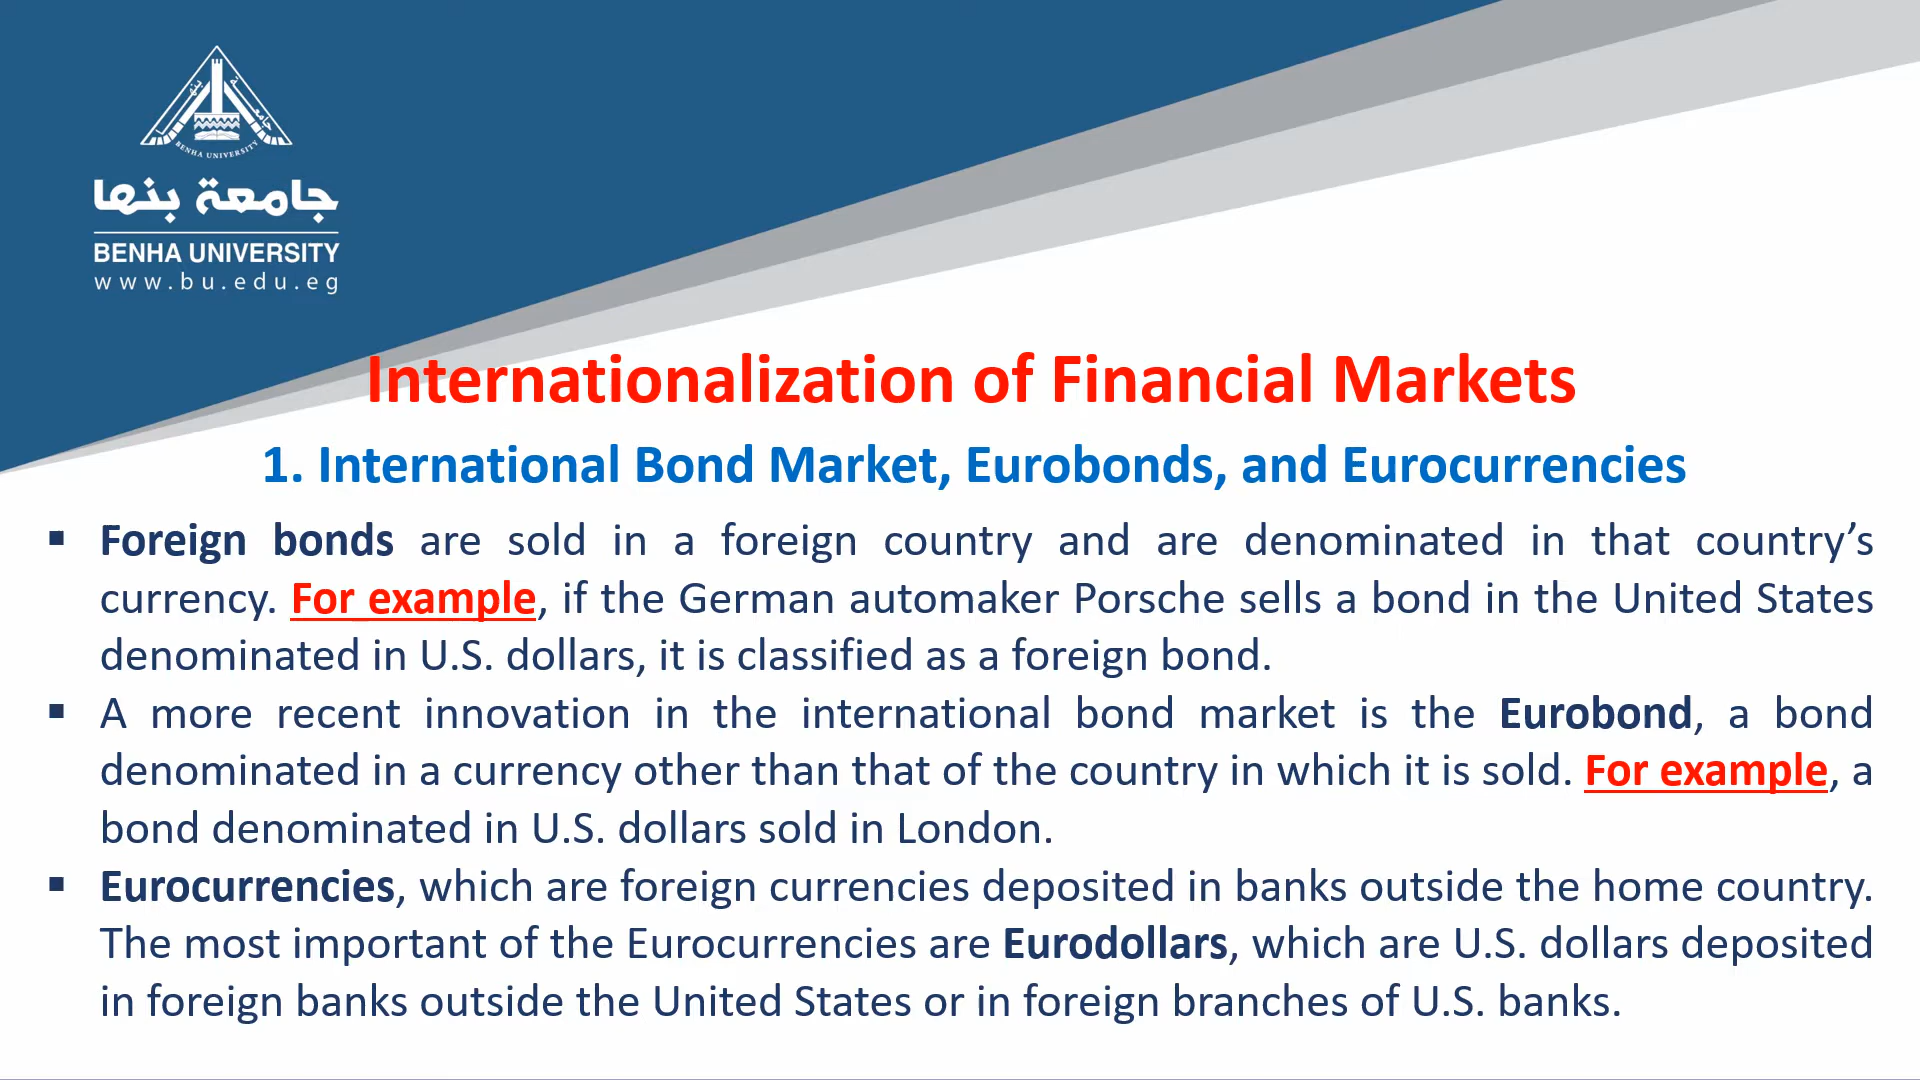 BENHA UNIVERSITY
جامعة بنها
BENHA UNIVERSITY
www.bu.edu.eg
Internationalization of Financial Markets
1. International Bond Market, Eurobonds, and Eurocurrencies
▪ Foreign bonds are sold in a foreign country and are denominated in that country’s
currency. For example, if the German automaker Porsche sells a bond in the United States
denominated in U.S. dollars, it is classified as a foreign bond.
▪ A more recent innovation in the international bond market is the Eurobond, a bond
denominated in a currency other than that of the country in which it is sold. For example, a
bond denominated in U.S. dollars sold in London.
▪ Eurocurrencies, which are foreign currencies deposited in banks outside the home country.
The most important of the Eurocurrencies are Eurodollars, which are U.S. dollars deposited
in foreign banks outside the United States or in foreign branches of U.S. banks.